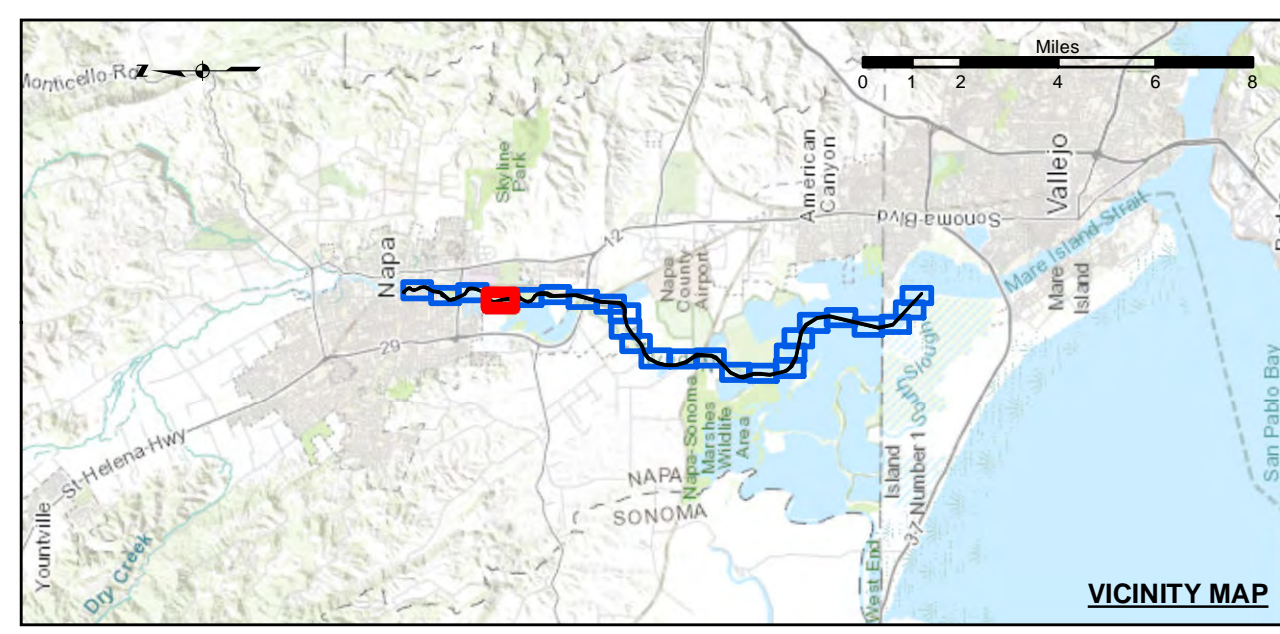 Monticello-Rd
Z
Miles
0 1 2 4 6 8
Skyline
Park
American
Canyon
Vallejo
Sonoma-Blvd
Mare Island Strait
Napa
12
Napa
County
Airport
Mare
Island
29
South Slough
St-Helena-Hwy
Napa-Sonoma
Marshes
Wildlife
Area
NAPA
SONOMA
Island
Number 1
37
San Pablo Bay
Yountville
Dry Creek
West End
VICINITY MAP